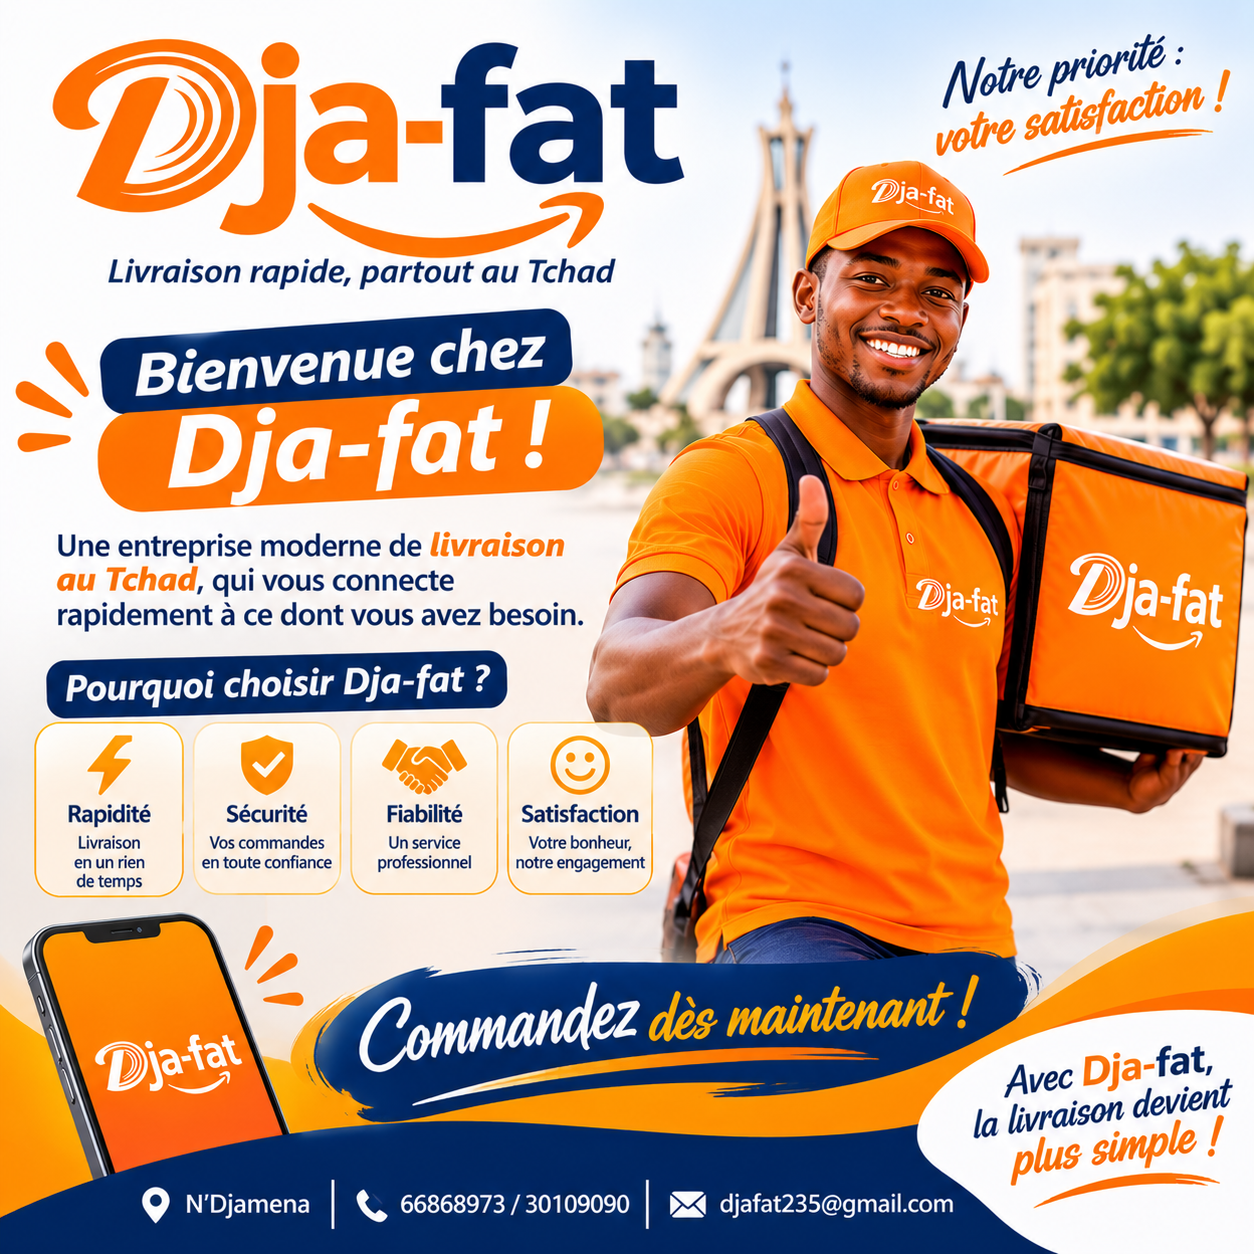 Dja-fat
Livraison rapide, partout au Tchad
Notre priorité :
votre satisfaction !
Bienvenue chez
Dja-fat !
Une entreprise moderne de livraison
au Tchad, qui vous connecte
rapidement à ce dont vous avez besoin.
Pourquoi choisir Dja-fat ?
Rapidité
Livraison
en un rien
de temps
Sécurité
Vos commandes
en toute confiance
Fiabilité
Un service
professionnel
Satisfaction
Votre bonheur,
notre engagement
Dja-fat
Dja-fat
Dja-fat
Dja-fat
Commandez dès maintenant !
Avec Dja-fat,
la livraison devient
plus simple !
N'Djamena
66868973 / 30109090
djafat235@gmail.com